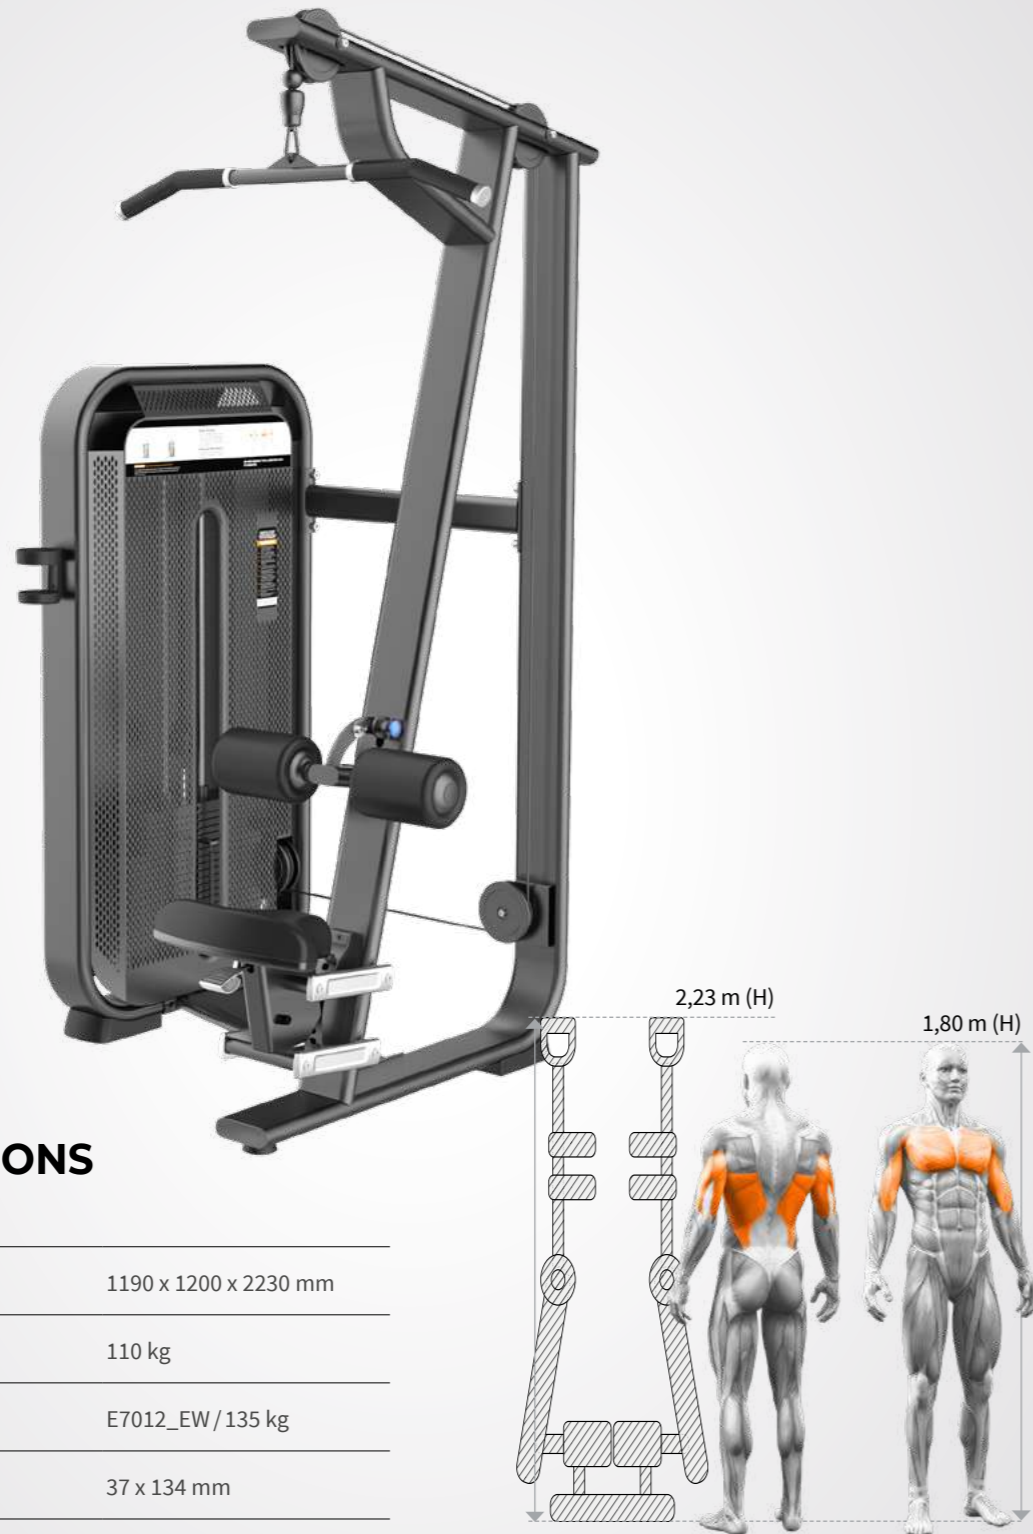 2,23 m (H)
1,80 m (H)
ONS
1190 x 1200 x 2230 mm
110 kg
E7012_EW / 135 kg
37 x 134 mm